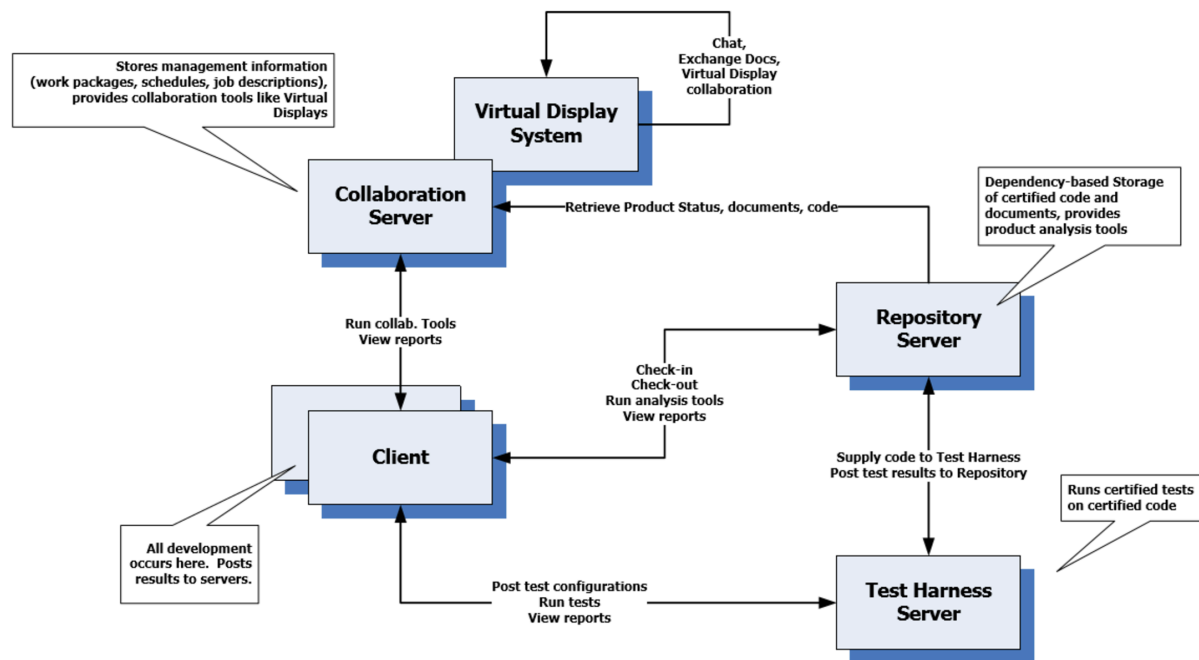 Chat,
Exchange Docs,
Virtual Display
collaboration
Stores management information
(work packages, schedules, job descriptions),
provides collaboration tools like Virtual
Displays
Virtual Display
System
Collaboration
Server
Retrieve Product Status, documents, code
Dependency-based Storage
of certified code and
documents, provides
product analysis tools
Run collab. Tools
View reports
Repository
Server
Check-in
Check-out
Run analysis tools
View reports
Client
Supply code to Test Harness
Post test results to Repository
Runs certified tests
on certified code
All development
occurs here.  Posts
results to servers.
Post test configurations
Run tests
View reports
Test Harness
Server